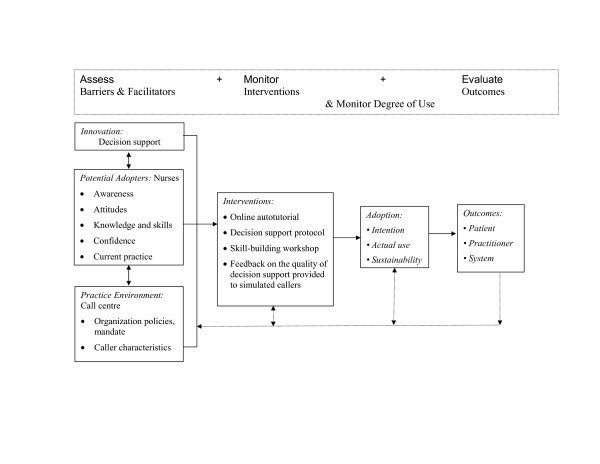 Assess + Monitor + Evaluate
Barriers & Facilitators Interventions Outcomes
& Monitor Degree of Use
Innovation:
Decision support
Potential Adopters: Nurses
• Awareness
• Attitudes
• Knowledge and skills
• Confidence
• Current practice
Practice Environment:
Call centre
• Organization policies,
mandate
• Caller characteristics
Interventions:
• Online autotutorial
• Decision support protocol
• Skill-building workshop
• Feedback on the quality of
decision support provided
to simulated callers
Adoption:
• Intention
• Actual use
• Sustainability
Outcomes:
• Patient
• Practitioner
• System